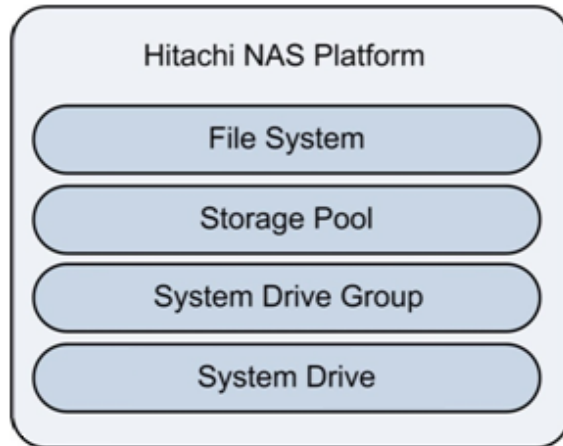 Hitachi NAS Platform
File System
Storage Pool
System Drive Group
System Drive